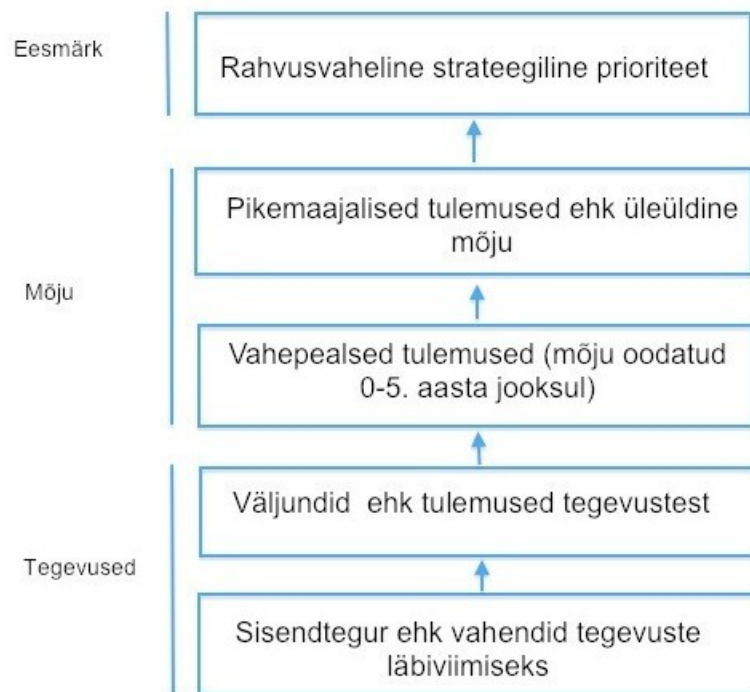 Eesmärk
Rahvusvaheline strateegiline prioriteet
Pikemaajalised tulemused ehk üleüldine
mõju
Mõju
Vahepealsed tulemused (mõju oodatud
0-5. aasta jooksul)
Väljundid ehk tulemused tegevustest
Tegevused
Sisendtegur ehk vahendid tegevuste
läbiviimiseks